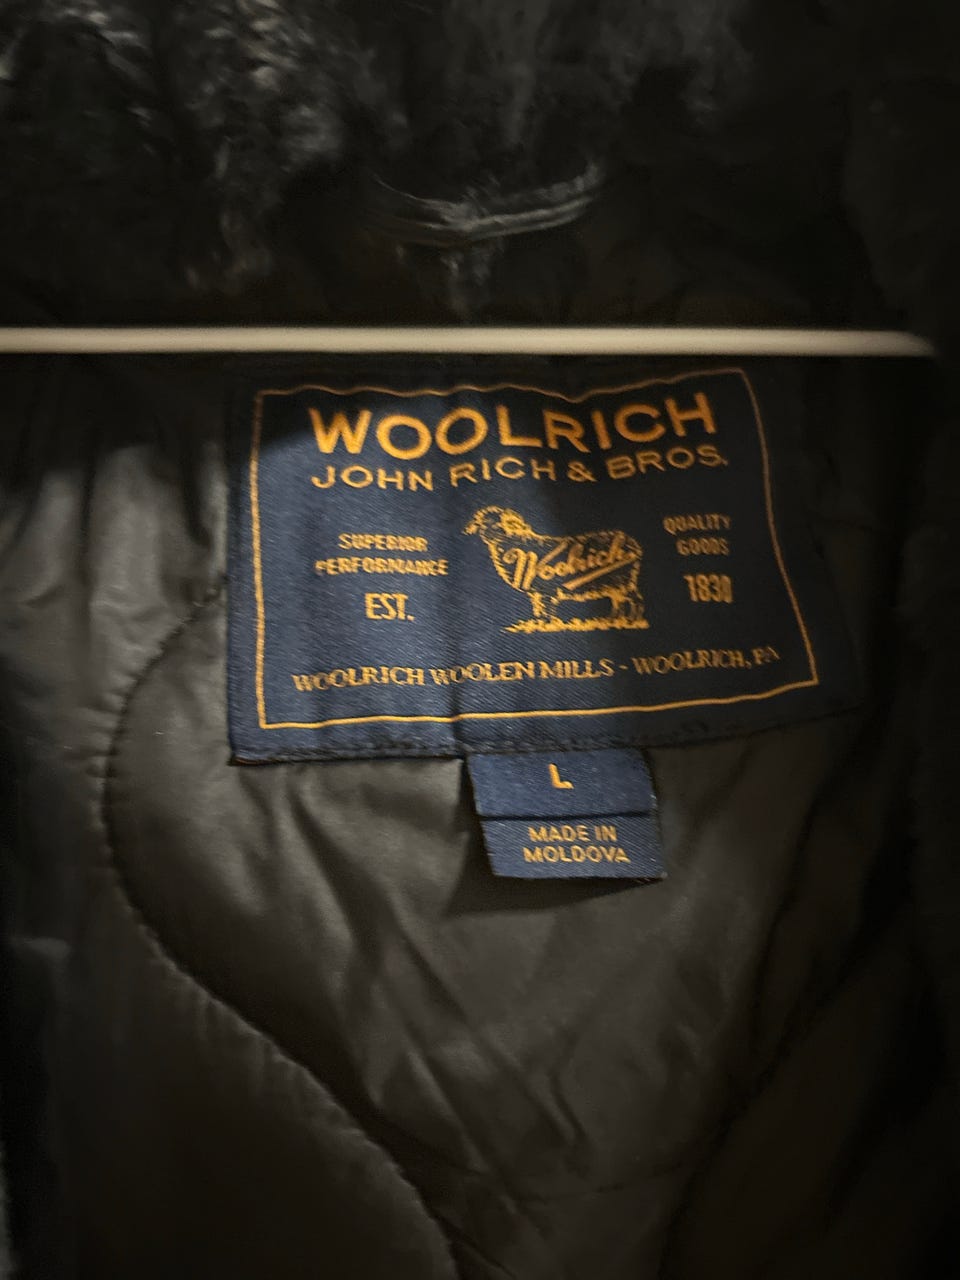 WOOLRICH
JOHN RICH & BROS.
SUPERIOR
PERFORMANCE
EST.
Woolrich
QUALITY
GOODS
1830
WOOLRICH WOOLEN MILLS - WOOLRICH, PA
L
MADE IN
MOLDOVA